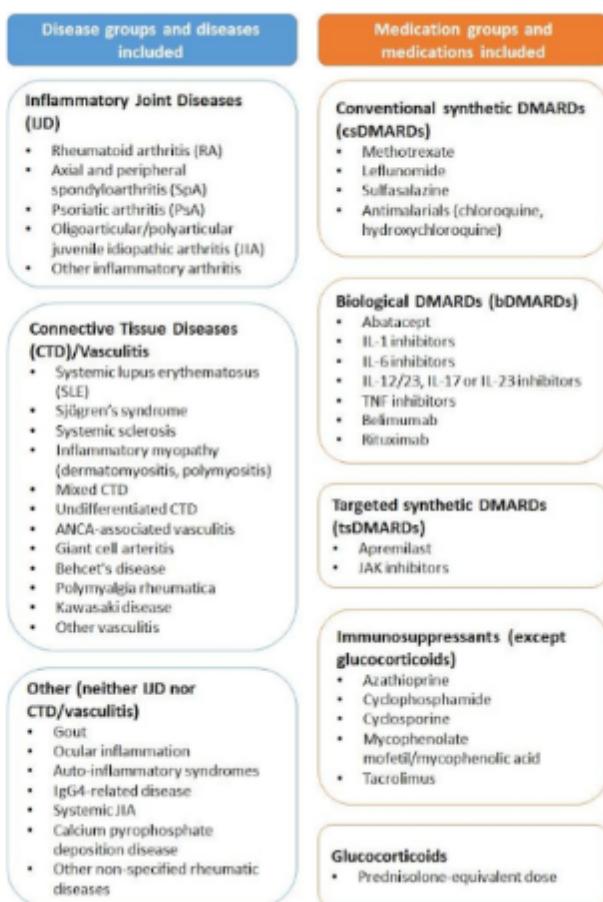 Disease groups and diseases
included
Inflammatory Joint Diseases
(IJD)
• Rheumatoid arthritis (RA)
• Axial and peripheral
spondyloarthritis (SpA)
• Psoriatic arthritis (PsA)
• Oligoarticular/polyarticular
juvenile idiopathic arthritis (JIA)
• Other inflammatory arthritis
Connective Tissue Diseases
(CTD)/Vasculitis
• Systemic lupus erythematosus
(SLE)
• Sjögren's syndrome
• Systemic sclerosis
• Inflammatory myopathy
(dermatomyositis, polymyositis)
• Mixed CTD
• Undifferentiated CTD
• ANCA-associated vasculitis
• Giant cell arteritis
• Behcet's disease
• Polymyalgia rheumatica
• Kawasaki disease
• Other vasculitis
Other (neither IJD nor
CTD/vasculitis)
• Gout
• Ocular inflammation
• Auto-inflammatory syndromes
• IgG4-related disease
• Systemic JIA
• Calcium pyrophosphate
deposition disease
• Other non-specified rheumatic
diseases
Medication groups and
medications included
Conventional synthetic DMARDs
(csDMARDs)
• Methotrexate
• Leflunomide
• Sulfasalazine
• Antimalarials (chloroquine,
hydroxychloroquine)
Biological DMARDs (bDMARDs)
• Abatacept
• IL-1 inhibitors
• IL-6 inhibitors
• IL-12/23, IL-17 or IL-23 inhibitors
• TNF inhibitors
• Belimumab
• Rituximab
Targeted synthetic DMARDs
(tsDMARDs)
• Apremilast
• JAK inhibitors
Immunosuppressants (except
glucocorticoids)
• Azathioprine
• Cyclophosphamide
• Cyclosporine
• Mycophenolate
mofetil/mycophenolic acid
• Tacrolimus
Glucocorticoids
• Prednisolone-equivalent dose